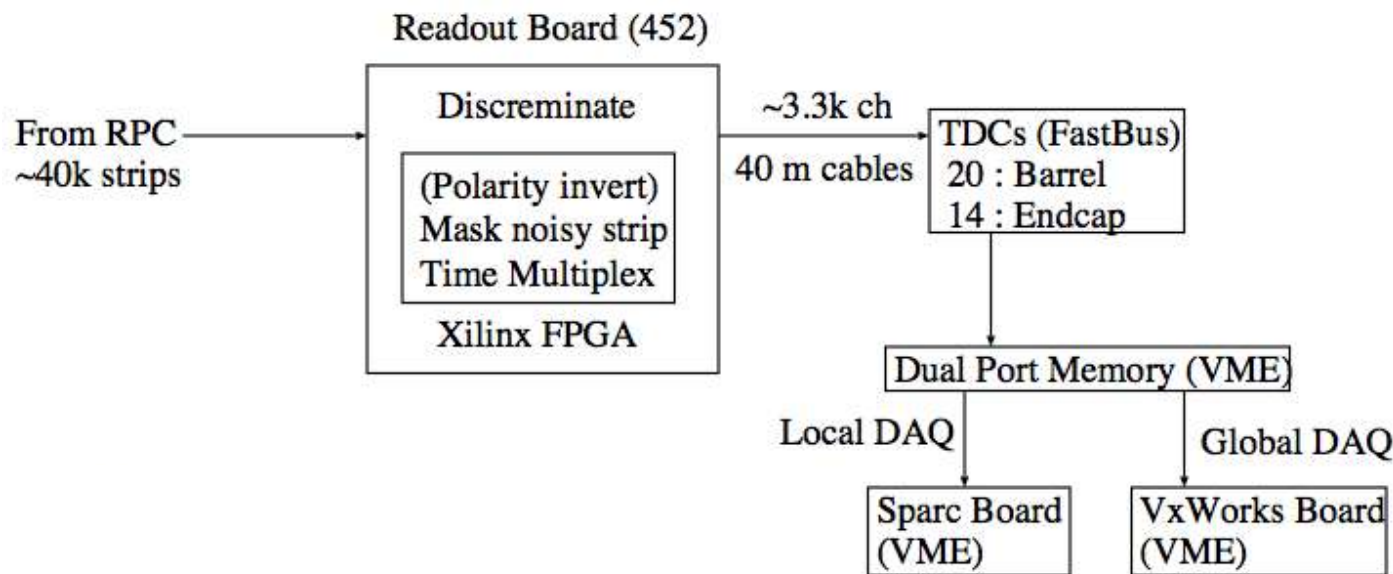 Readout Board (452)
Discreminate
From RPC
~40k strips
(Polarity invert)
Mask noisy strip
Time Multiplex
Xilinx FPGA
~3.3k ch
40 m cables
TDCs (FastBus)
20 : Barrel
14 : Endcap
Dual Port Memory (VME)
Local DAQ
Global DAQ
Sparc Board
(VME)
VxWorks Board
(VME)